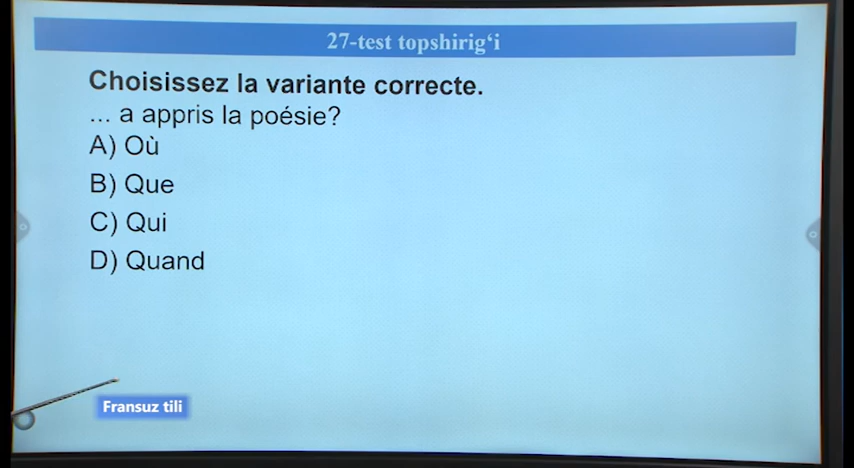 27-test topshirig‘i
Choisissez la variante correcte.
... a appris la poésie?
A) Où
B) Que
C) Qui
D) Quand
Fransuz tili